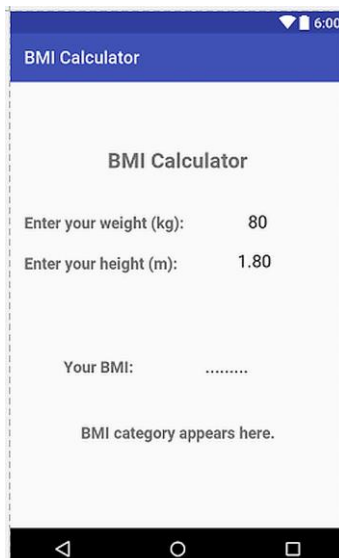 6:00
BMI Calculator
BMI Calculator
Enter your weight (kg): 80
Enter your height (m): 1.80
Your BMI: .........
BMI category appears here.